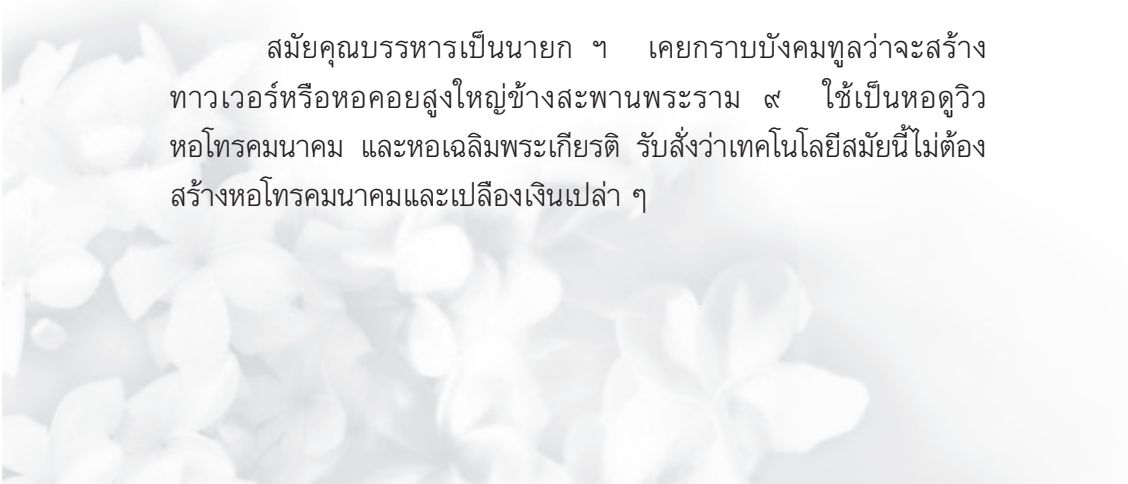 สมัยคุณบรรหารเป็นนายก ฯ เคยกราบบังคมทูลว่าจะสร้าง
ทาวเวอร์หรือหอคอยสูงใหญ่ข้างสะพานพระราม ๙ ใช้เป็นหอดูวิว
หอโทรคมนาคม และหอเฉลิมพระเกียรติ รับสั่งว่าเทคโนโลยีสมัยนี้ไม่ต้อง
สร้างหอโทรคมนาคมและเปลืองเงินเปล่า ๆ